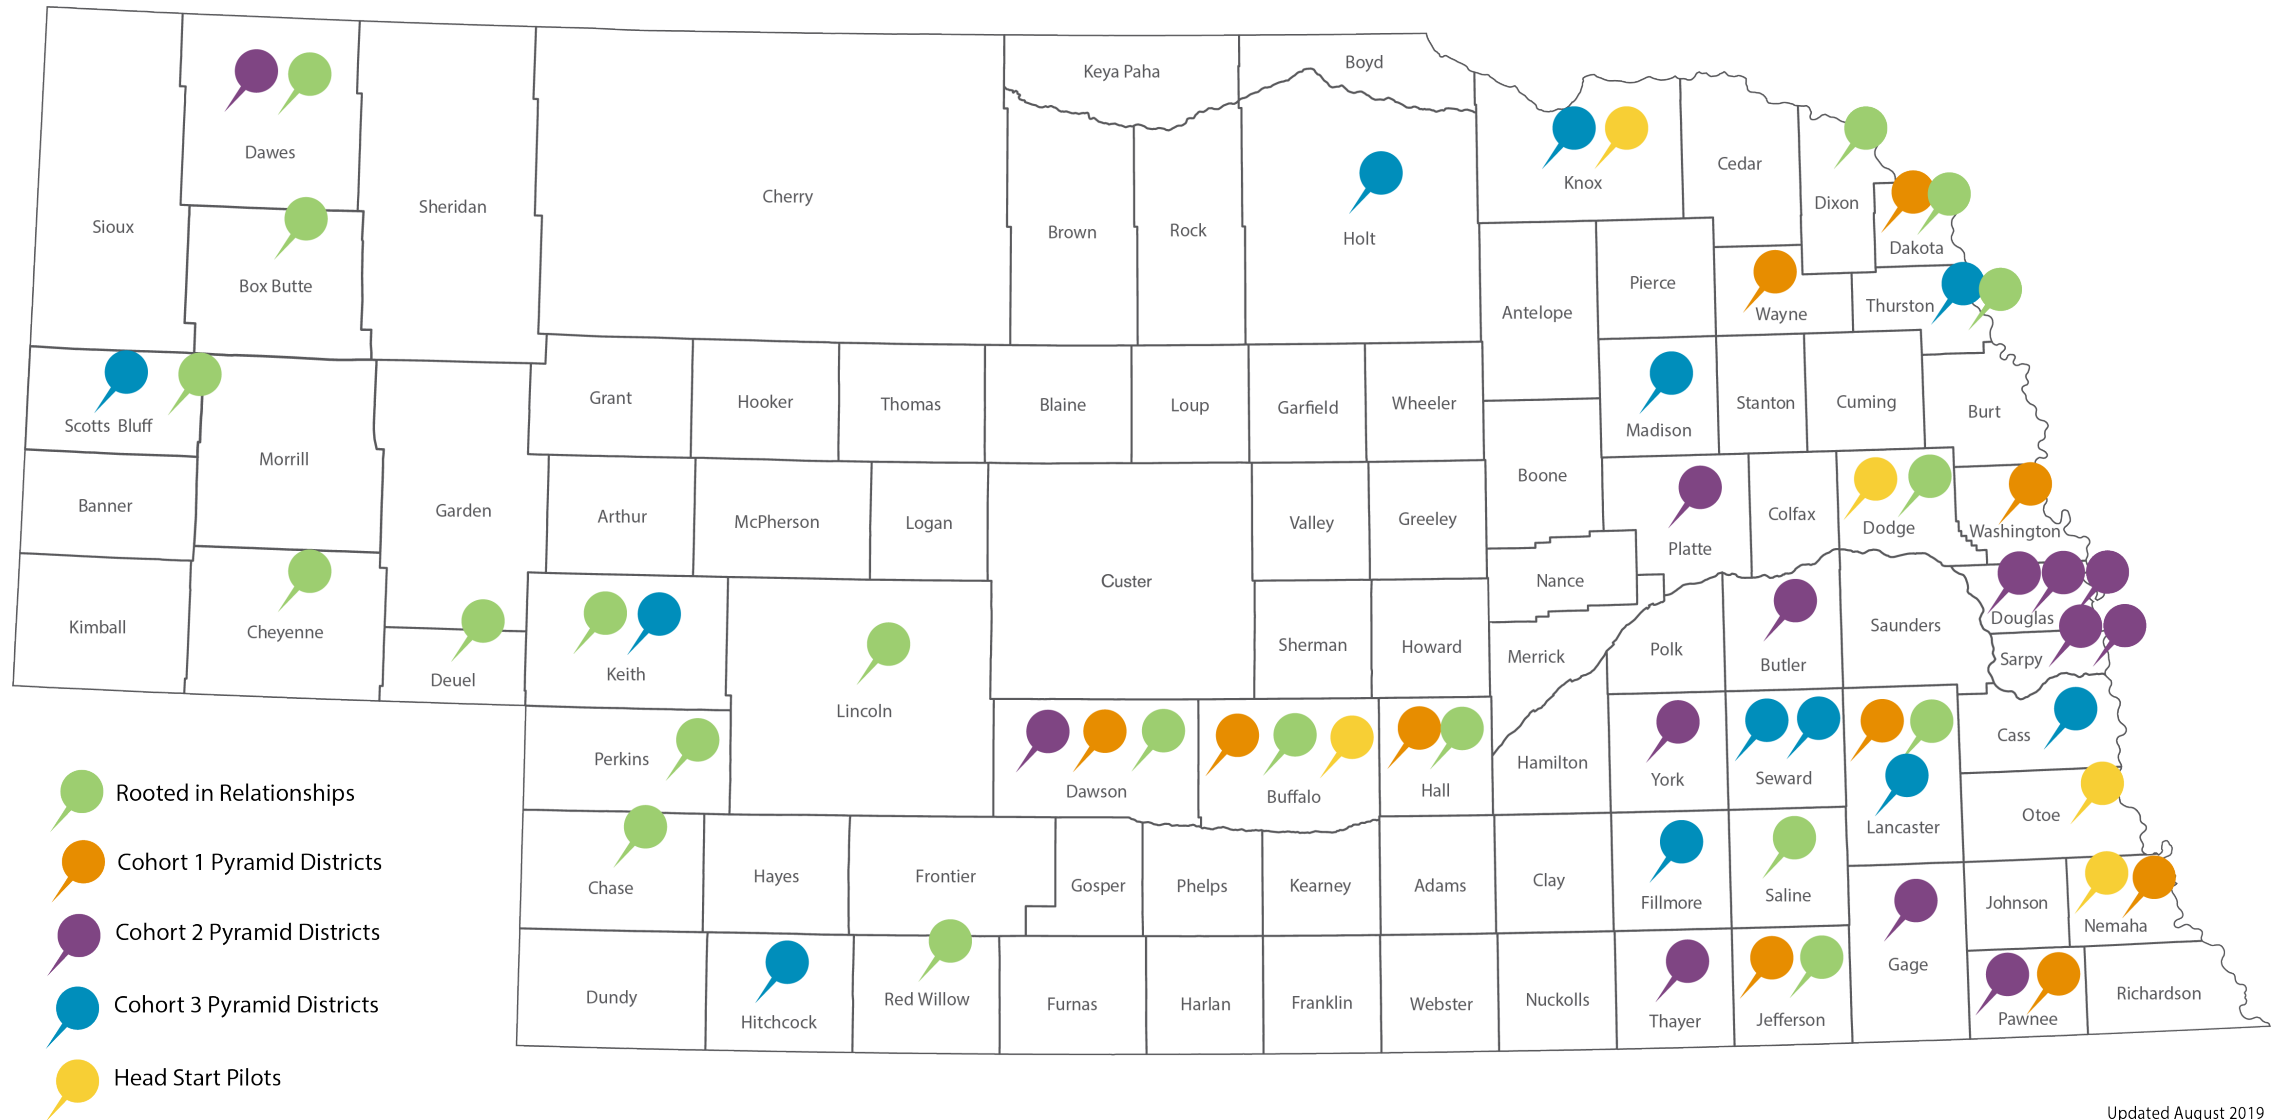 Keya Paha
Boyd
Dawes
Knox
Cedar
Sheridan
Cherry
Dixon
Sioux
Brown
Rock
Holt
Dakota
Box Butte
Pierce
Antelope
Wayne
Thurston
Scotts Bluff
Grant
Hooker
Thomas
Blaine
Loup
Garfield
Wheeler
Madison
Stanton
Cuming
Burt
Morrill
Banner
Garden
Arthur
McPherson
Logan
Valley
Greeley
Boone
Platte
Colfax
Dodge
Washington
Kimball
Cheyenne
Deuel
Keith
Lincoln
Custer
Sherman
Howard
Nance
Merrick
Polk
Butler
Saunders
Douglas
Sarpy
Perkins
Dawson
Buffalo
Hall
Hamilton
York
Seward
Lancaster
Cass
Otoe
Chase
Hayes
Frontier
Gosper
Phelps
Kearney
Adams
Clay
Fillmore
Saline
Gage
Johnson
Nemaha
Dundy
Hitchcock
Red Willow
Furnas
Harlan
Franklin
Webster
Nuckolls
Thayer
Jefferson
Pawnee
Richardson
Rooted in Relationships
Cohort 1 Pyramid Districts
Cohort 2 Pyramid Districts
Cohort 3 Pyramid Districts
Head Start Pilots
Updated August 2019